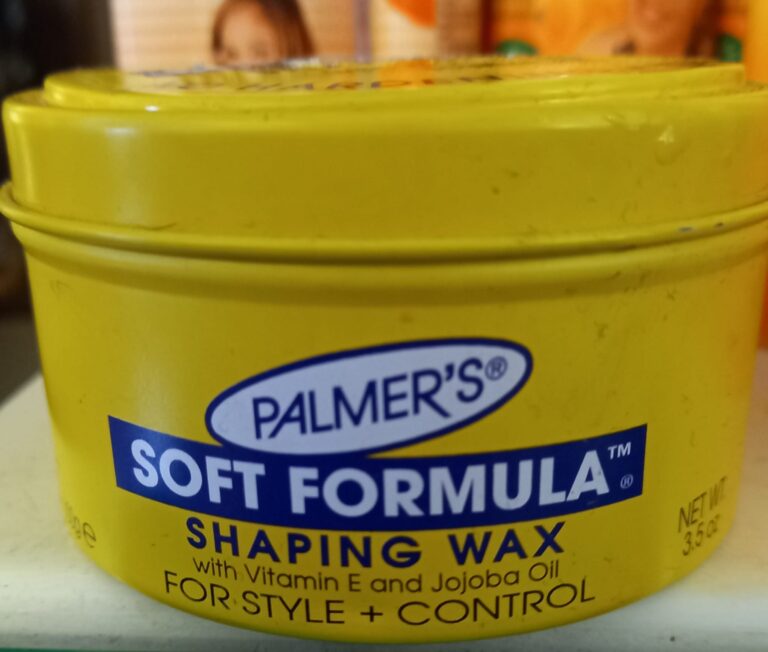 PALMER'S®
SOFT FORMULA™ ®
SHAPING WAX
with Vitamin E and Jojoba Oil
FOR STYLE + CONTROL
NET WT.
3.5 oz